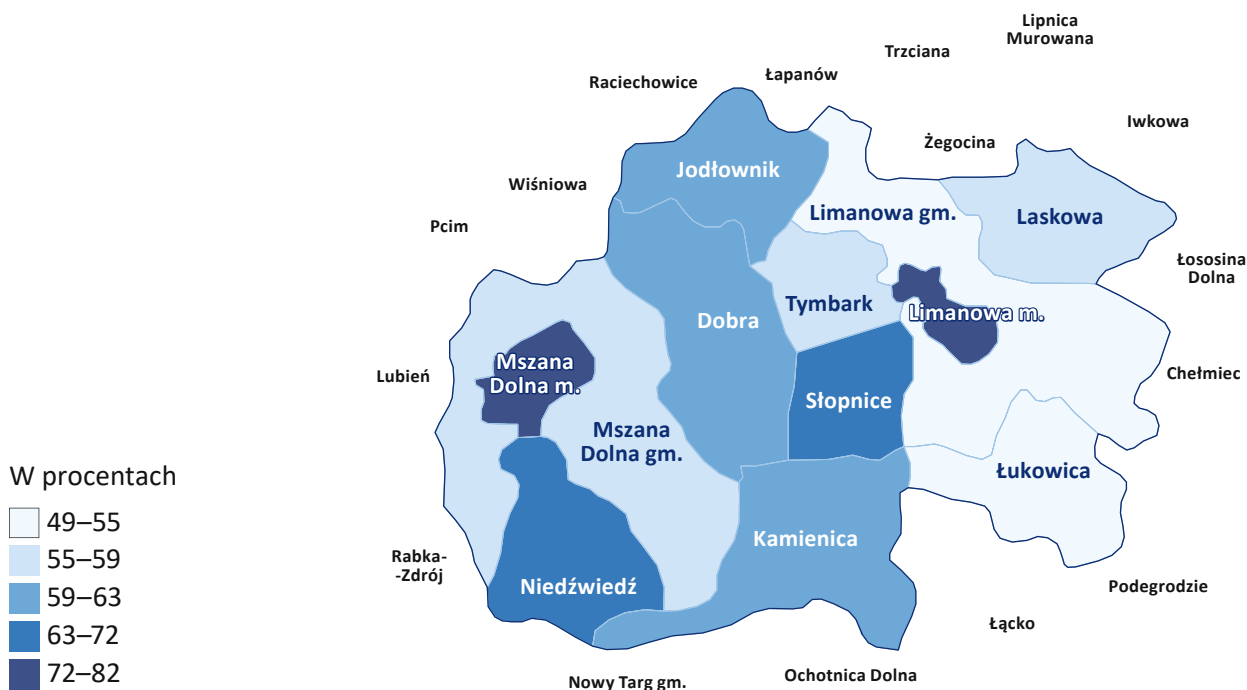 Lipnica
Murowana
Trzciana
Łapanów
Raciechowice
Iwkowa
Żegocina
Jodłownik
Wiśniowa
Limanowa gm.
Laskowa
Pcim
Łososina
Dolna
Tymbark
Limanowa m.
Dobra
Mszana
Dolna m.
Lubień
Chełmiec
Słopnice
Mszana
Dolna gm.
Łukowica
W procentach
49–55
55–59
59–63
63–72
72–82
Kamienica
Rabka-
-Zdrój
Niedźwiedź
Podegrodzie
Łącko
Ochotnica Dolna
Nowy Targ gm.